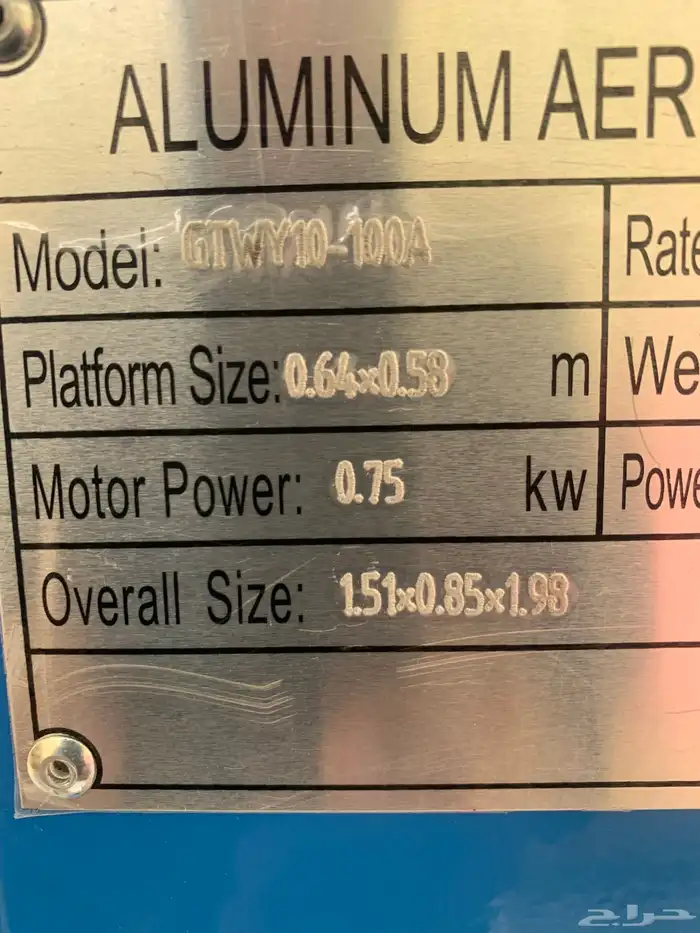 ALUMINUM AER
Model: GTWY10-100A Rate
Platform Size: 0.64x0.58 m We
Motor Power: 0.75 kw Powe
Overall Size: 1.51x0.85x1.98
حراج